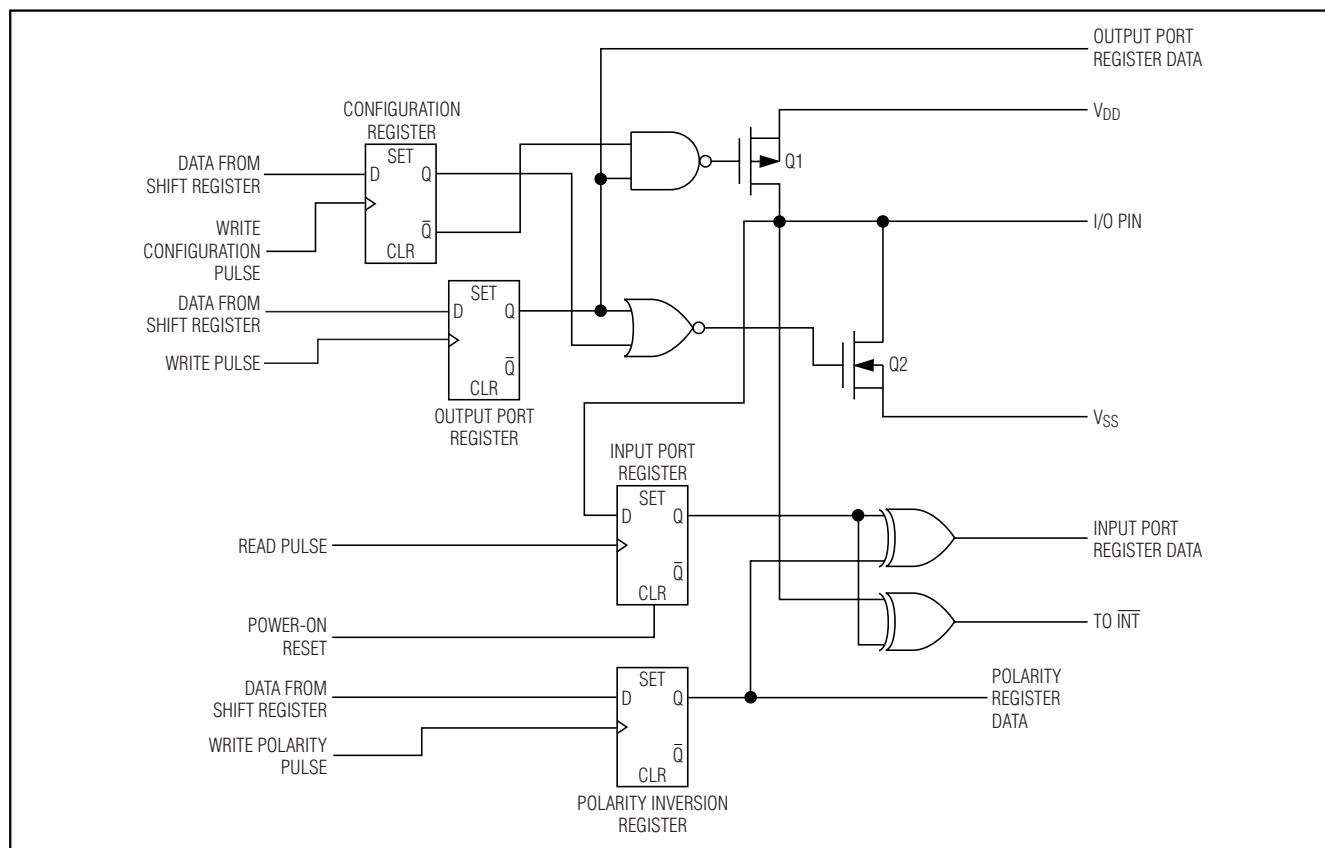 OUTPUT PORT
REGISTER DATA
CONFIGURATION
REGISTER
V_DD
SET
DATA FROM
SHIFT REGISTER
D
Q
Q1
WRITE
CONFIGURATION
PULSE
Q̅
CLR
I/O PIN
DATA FROM
SHIFT REGISTER
SET
D
Q
WRITE PULSE
Q̅
CLR
Q2
OUTPUT PORT
REGISTER
V_SS
INPUT PORT
REGISTER
SET
D
Q
READ PULSE
Q̅
CLR
INPUT PORT
REGISTER DATA
POWER-ON
RESET
TO I̅N̅T̅
DATA FROM
SHIFT REGISTER
SET
D
Q
POLARITY
REGISTER
DATA
WRITE POLARITY
PULSE
Q̅
CLR
POLARITY INVERSION
REGISTER